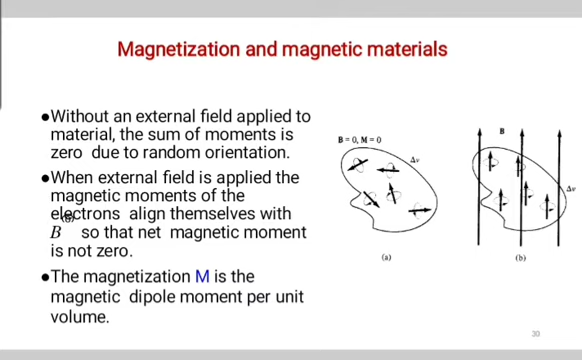 Magnetization and magnetic materials
●Without an external field applied to
material, the sum of moments is
zero due to random orientation.
●When external field is applied the
magnetic moments of the
electrons align themselves with
B so that net magnetic moment
is not zero.
●The magnetization M is the
magnetic dipole moment per unit
volume.
B = 0, M = 0
Δv
(a)
B
Δv
(b)
30